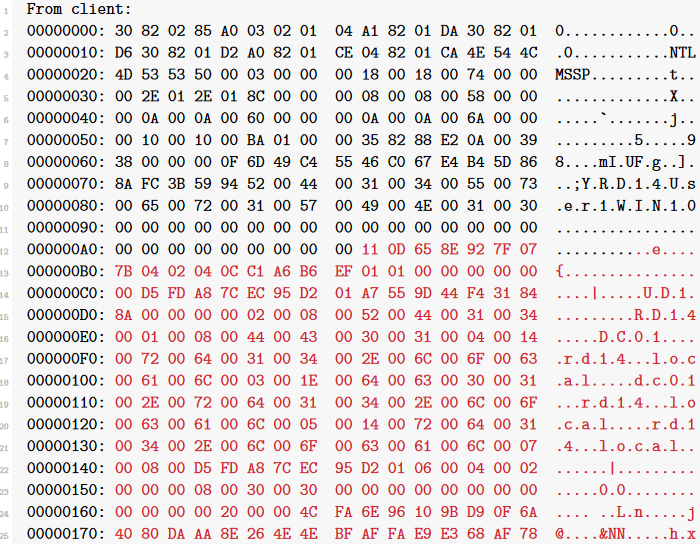 1 From client:
2 00000000: 30 82 02 85 A0 03 02 01 04 A1 82 01 DA 30 82 01 0............0..
3 00000010: D6 30 82 01 D2 A0 82 01 CE 04 82 01 CA 4E 54 4C .0...........NTL
4 00000020: 4D 53 53 50 00 03 00 00 00 18 00 18 00 74 00 00 MSSP.........t..
5 00000030: 00 2E 01 2E 01 8C 00 00 00 08 00 08 00 58 00 00 .............X..
6 00000040: 00 0A 00 0A 00 60 00 00 00 0A 00 0A 00 6A 00 00 .....`.......j..
7 00000050: 00 10 00 10 00 BA 01 00 00 35 82 88 E2 0A 00 39 .........5.....9
8 00000060: 38 00 00 00 0F 6D 49 C4 55 46 C0 67 E4 B4 5D 86 8....mI.UF.g..].
9 00000070: 8A FC 3B 59 94 52 00 44 00 31 00 34 00 55 00 73 ..;Y.R.D.1.4.U.s
10 00000080: 00 65 00 72 00 31 00 57 00 49 00 4E 00 31 00 30 .e.r.1.W.I.N.1.0
11 00000090: 00 00 00 00 00 00 00 00 00 00 00 00 00 00 00 00 ................
12 000000A0: 00 00 00 00 00 00 00 00 00 11 0D 65 8E 92 7F 07 ...........e....
13 000000B0: 7B 04 02 04 0C C1 A6 B6 EF 01 01 00 00 00 00 00 {...............
14 000000C0: 00 D5 FD A8 7C EC 95 D2 01 A7 55 9D 44 F4 31 84 ....|.....U.D.1.
15 000000D0: 8A 00 00 00 00 02 00 08 00 52 00 44 00 31 00 34 .........R.D.1.4
16 000000E0: 00 01 00 08 00 44 00 43 00 30 00 31 00 04 00 14 .....D.C.0.1....
17 000000F0: 00 72 00 64 00 31 00 34 00 2E 00 6C 00 6F 00 63 .r.d.1.4...l.o.c
18 00000100: 00 61 00 6C 00 03 00 1E 00 64 00 63 00 30 00 31 .a.l.....d.c.0.1
19 00000110: 00 2E 00 72 00 64 00 31 00 34 00 2E 00 6C 00 6F ...r.d.1.4...l.o
20 00000120: 00 63 00 61 00 6C 00 05 00 14 00 72 00 64 00 31 .c.a.l.....r.d.1
21 00000130: 00 34 00 2E 00 6C 00 6F 00 63 00 61 00 6C 00 07 .4...l.o.c.a.l..
22 00000140: 00 08 00 D5 FD A8 7C EC 95 D2 01 06 00 04 00 02 ......|.........
23 00000150: 00 00 00 08 00 30 00 30 00 00 00 00 00 00 00 00 .....0.0........
24 00000160: 00 00 00 00 20 00 00 4C FA 6E 96 10 9B D9 0F 6A .... ..L.n.....j
25 00000170: 40 80 DA AA 8E 26 4E 4E BF AF FA E9 E3 68 AF 78 @....&NN.....h.x